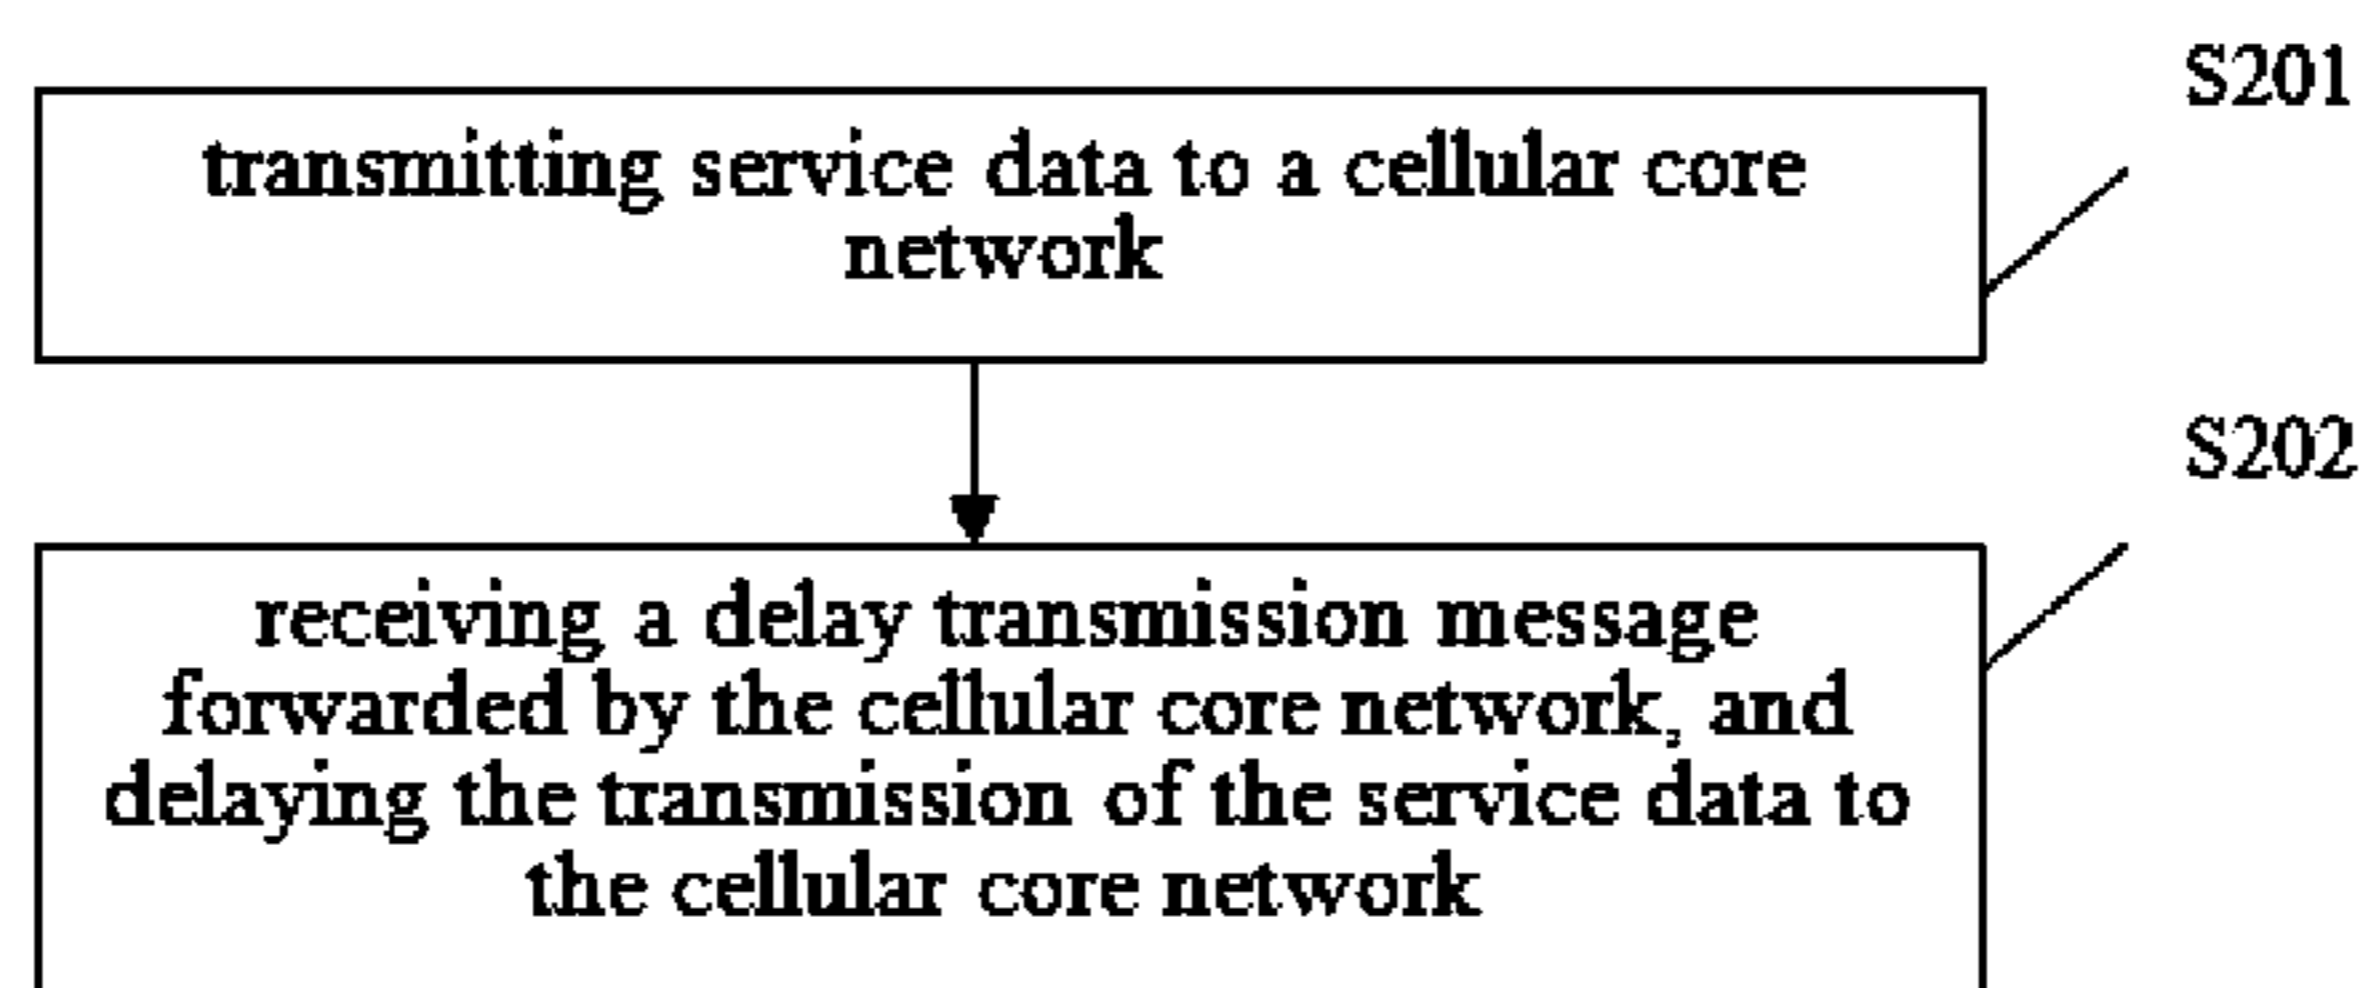 S201
transmitting service data to a cellular core
network
S202
receiving a delay transmission message
forwarded by the cellular core network, and
delaying the transmission of the service data to
the cellular core network